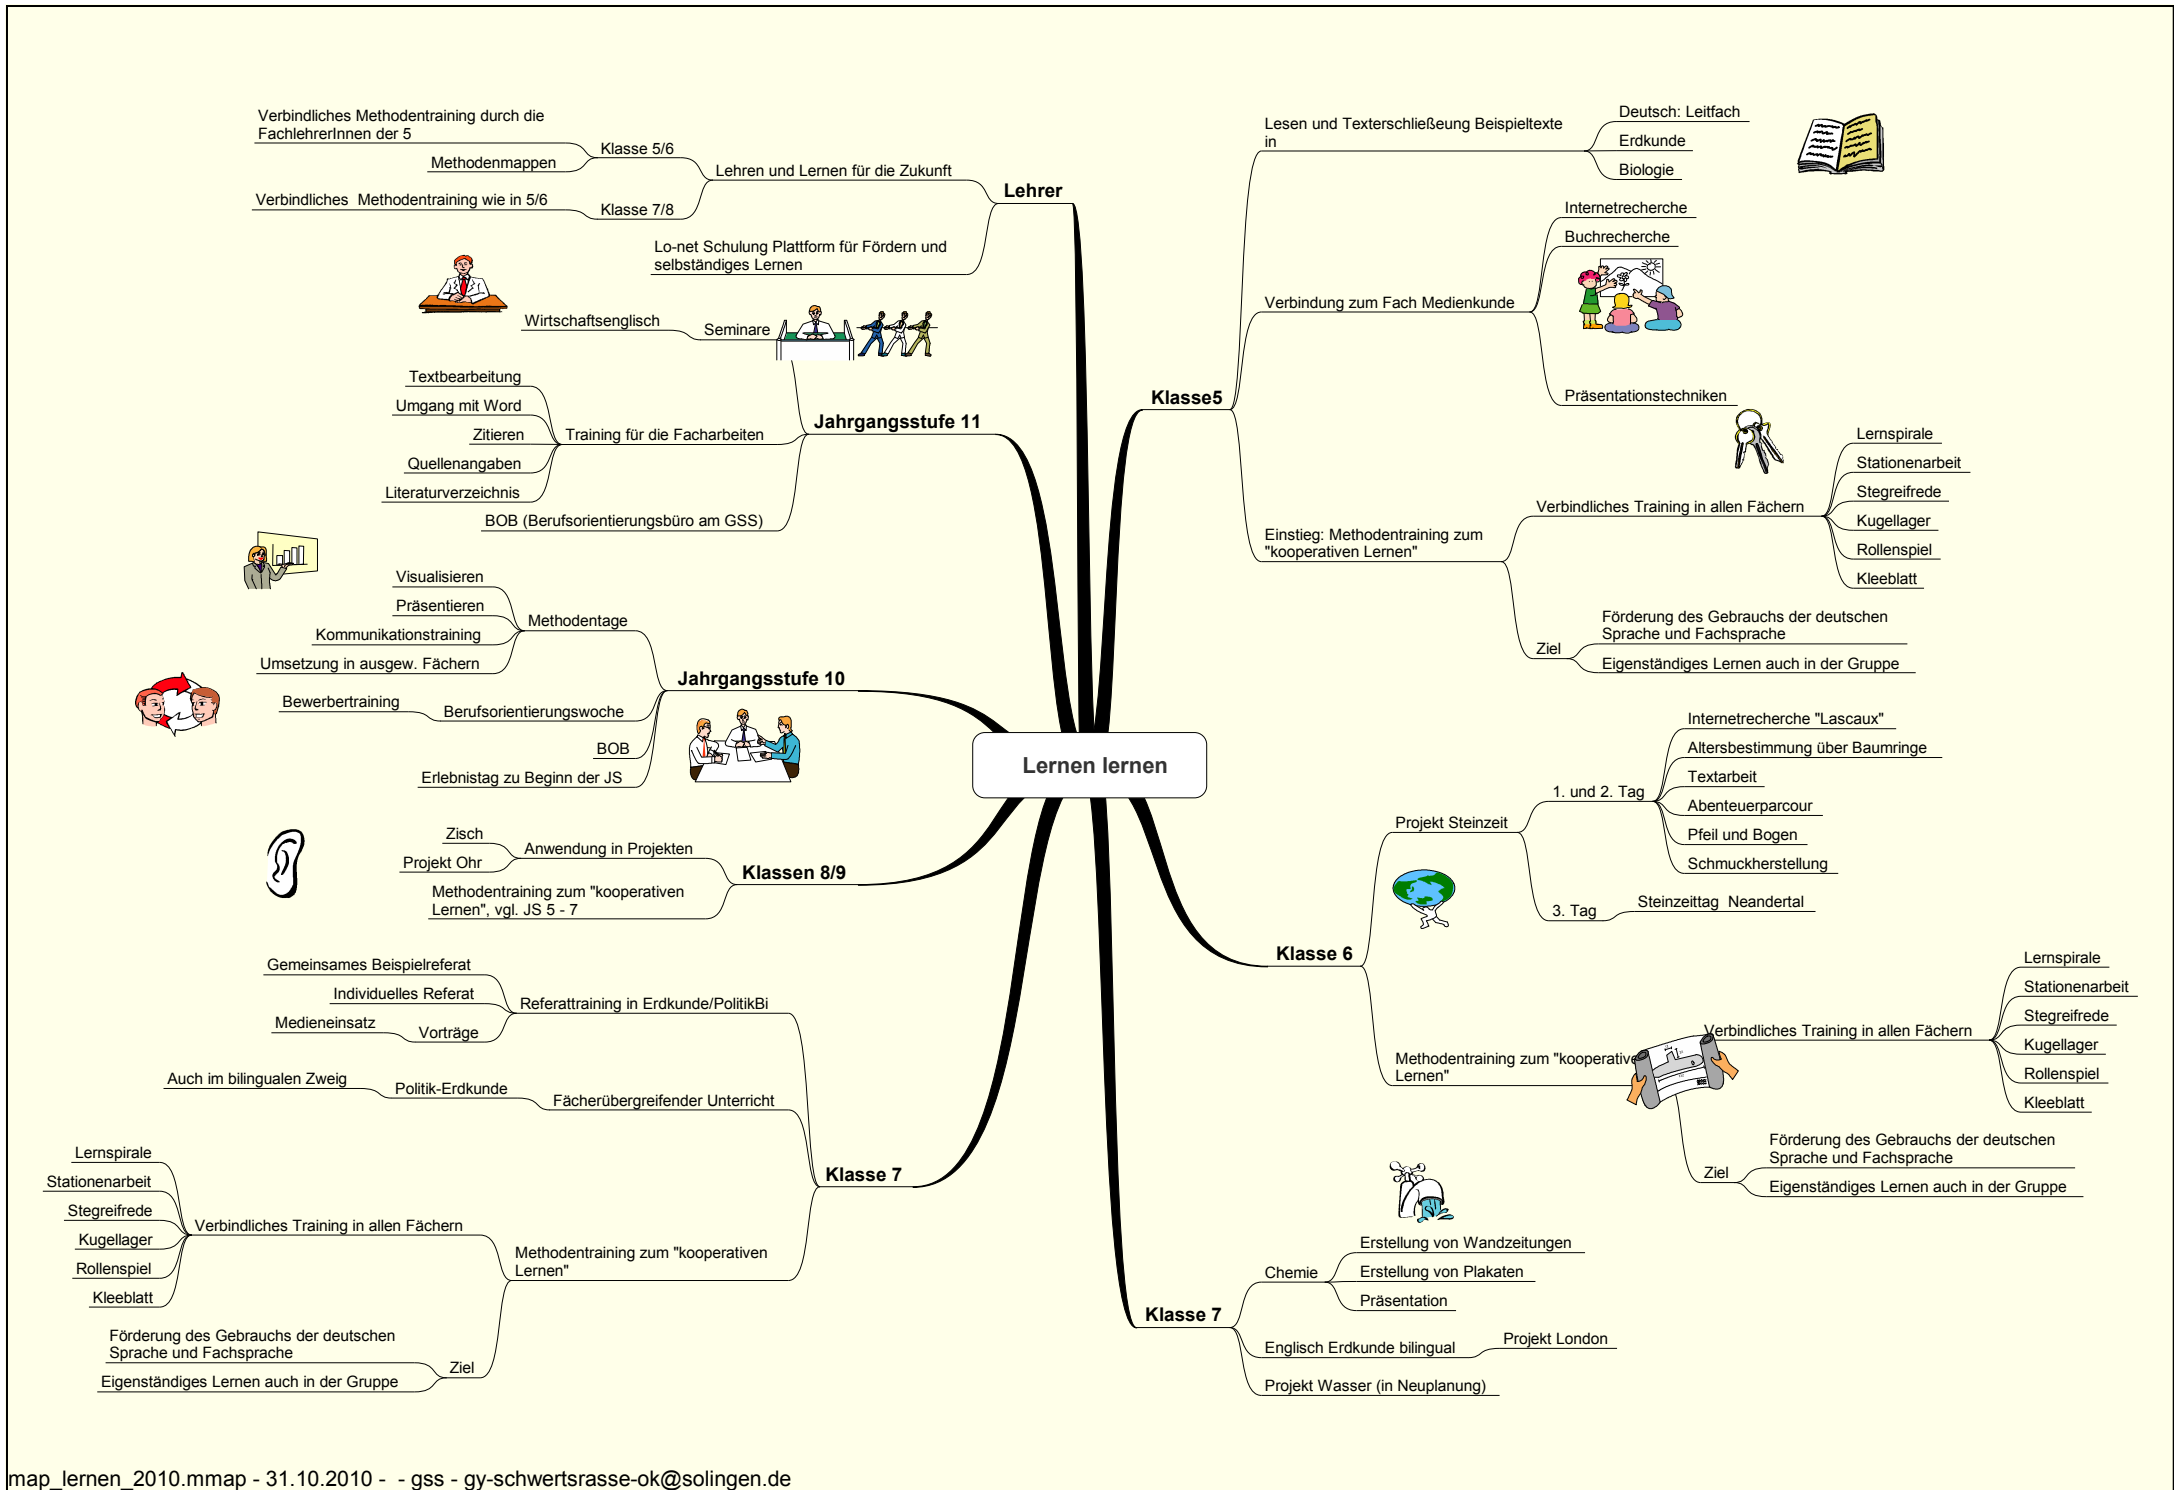 Lernen lernen
Klasse5
Lesen und Texterschließeung Beispieltexte
in
Deutsch: Leitfach
Erdkunde
Biologie
Verbindung zum Fach Medienkunde
Internetrecherche
Buchrecherche
Präsentationstechniken
Einstieg: Methodentraining zum
"kooperativen Lernen"
Verbindliches Training in allen Fächern
Lernspirale
Stationenarbeit
Stegreifrede
Kugellager
Rollenspiel
Kleeblatt
Ziel
Förderung des Gebrauchs der deutschen
Sprache und Fachsprache
Eigenständiges Lernen auch in der Gruppe
Klasse 6
Projekt Steinzeit
1. und 2. Tag
Internetrecherche "Lascaux"
Altersbestimmung über Baumringe
Textarbeit
Abenteuerparcour
Pfeil und Bogen
Schmuckherstellung
3. Tag
Steinzeittag  Neandertal
Methodentraining zum "kooperative
Lernen"
Verbindliches Training in allen Fächern
Lernspirale
Stationenarbeit
Stegreifrede
Kugellager
Rollenspiel
Kleeblatt
Ziel
Förderung des Gebrauchs der deutschen
Sprache und Fachsprache
Eigenständiges Lernen auch in der Gruppe
Klasse 7
Chemie
Erstellung von Wandzeitungen
Erstellung von Plakaten
Präsentation
Englisch Erdkunde bilingual
Projekt London
Projekt Wasser (in Neuplanung)
Klasse 7
Referattraining in Erdkunde/PolitikBi
Gemeinsames Beispielreferat
Individuelles Referat
Vorträge
Medieneinsatz
Fächerübergreifender Unterricht
Politik-Erdkunde
Auch im bilingualen Zweig
Methodentraining zum "kooperativen
Lernen"
Verbindliches Training in allen Fächern
Lernspirale
Stationenarbeit
Stegreifrede
Kugellager
Rollenspiel
Kleeblatt
Ziel
Förderung des Gebrauchs der deutschen
Sprache und Fachsprache
Eigenständiges Lernen auch in der Gruppe
Klassen 8/9
Anwendung in Projekten
Zisch
Projekt Ohr
Methodentraining zum "kooperativen
Lernen", vgl. JS 5 - 7
Jahrgangsstufe 10
Methodentage
Visualisieren
Präsentieren
Kommunikationstraining
Umsetzung in ausgew. Fächern
Berufsorientierungswoche
Bewerbertraining
BOB
Erlebnistag zu Beginn der JS
Jahrgangsstufe 11
Seminare
Wirtschaftsenglisch
Training für die Facharbeiten
Textbearbeitung
Umgang mit Word
Zitieren
Quellenangaben
Literaturverzeichnis
BOB (Berufsorientierungsbüro am GSS)
Lehrer
Lehren und Lernen für die Zukunft
Klasse 5/6
Verbindliches Methodentraining durch die
FachlehrerInnen der 5
Methodenmappen
Klasse 7/8
Verbindliches  Methodentraining wie in 5/6
Lo-net Schulung Plattform für Fördern und
selbständiges Lernen
map_lernen_2010.mmap - 31.10.2010 -  - gss - gy-schwertsrasse-ok@solingen.de